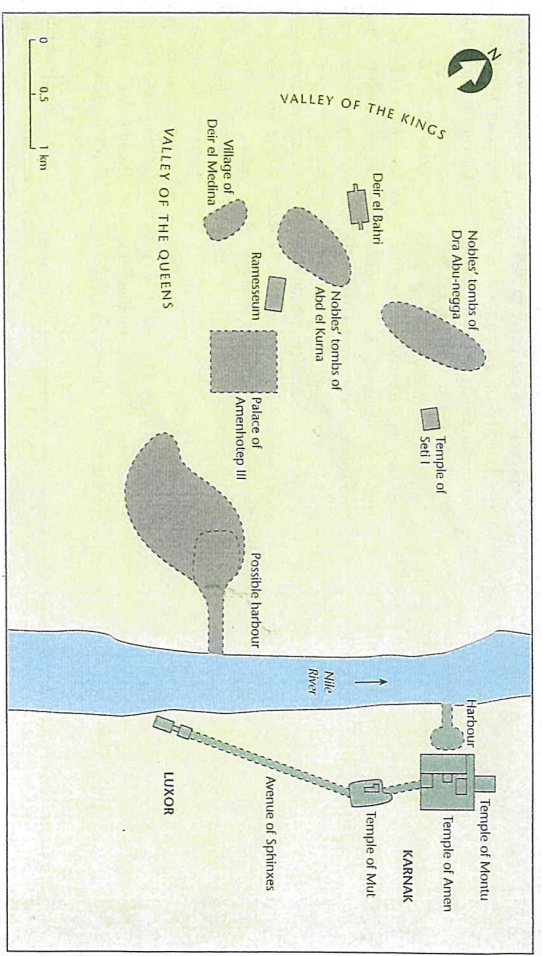 N
VALLEY OF THE KINGS
Nobles' tombs of
Dra Abu-negga
Deir el Bahri
Temple of
Seti I
Nobles' tombs of
Abd el Kurna
Ramesseum
Village of
Deir el Medina
VALLEY OF THE QUEENS
Palace of
Amenhotep III
Possible harbour
Nile
River
Harbour
Temple of Montu
Temple of Amen
KARNAK
Temple of Mut
Avenue of Sphinxes
LUXOR
0
0.5
1 km